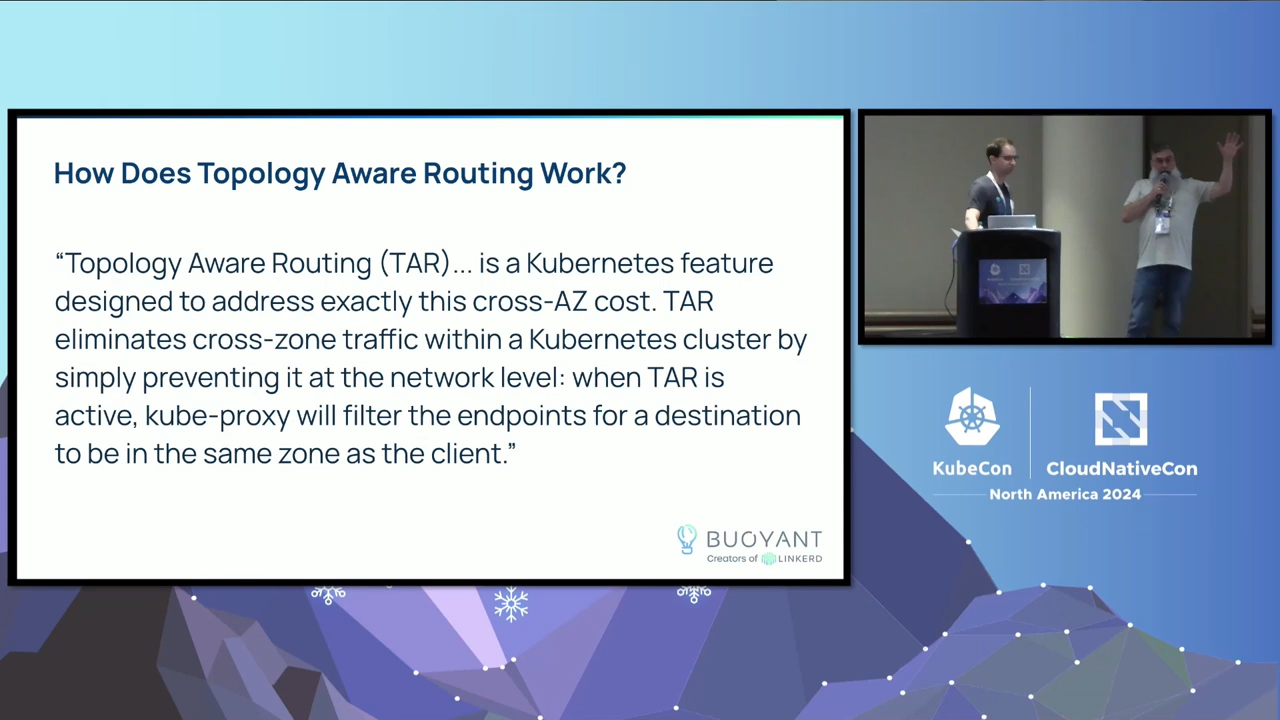 How Does Topology Aware Routing Work?
“Topology Aware Routing (TAR)... is a Kubernetes feature
designed to address exactly this cross-AZ cost. TAR
eliminates cross-zone traffic within a Kubernetes cluster by
simply preventing it at the network level: when TAR is
active, kube-proxy will filter the endpoints for a destination
to be in the same zone as the client.”
BUOYANT
Creators of LINKERD
KubeCon
CloudNativeCon
North America 2024